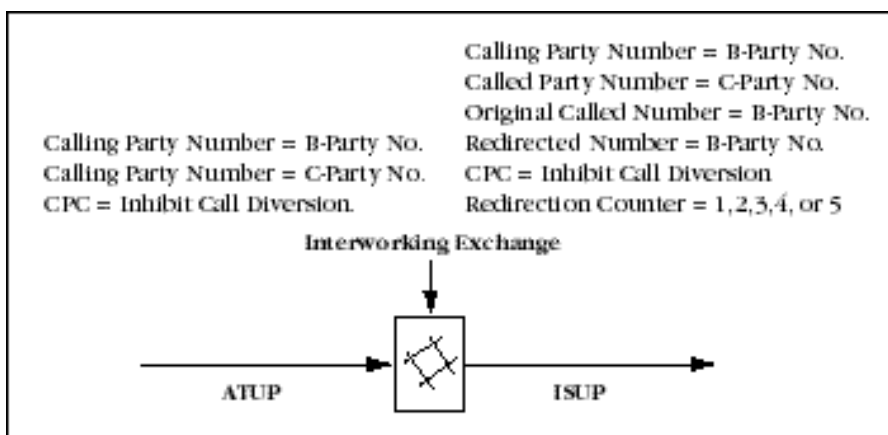 Calling Party Number = B-Party No.
Calling Party Number = C-Party No.
CPC = Inhibit Call Diversion.
Calling Party Number = B-Party No.
Called Party Number = C-Party No.
Original Called Number = B-Party No.
Redirected Number = B-Party No.
CPC = Inhibit Call Diversion
Redirection Counter = 1,2,3,4, or 5
Interworking Exchange
ATUP
ISUP